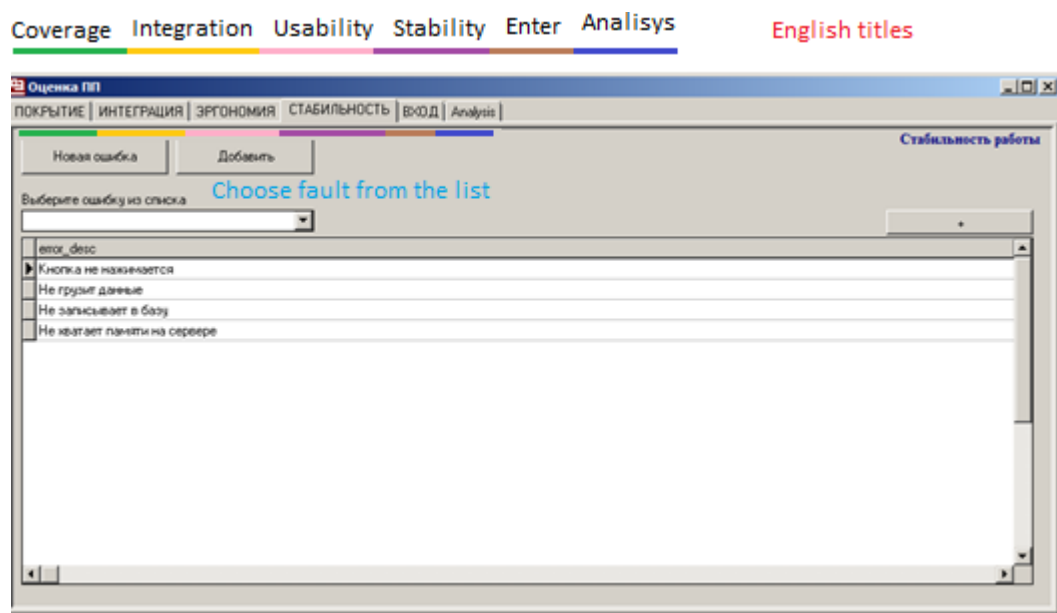 Coverage Integration Usability Stability Enter Analisys English titles
Оценка ПП
ПОКРЫТИЕ ИНТЕГРАЦИЯ ЭРГОНОМИЯ СТАБИЛЬНОСТЬ ВХОД Analysis
Стабильность работы
Новая ошибка Добавить
Choose fault from the list
Выберите ошибку из списка
+
error_desc
Кнопка не нажимается
Не грузит данные
Не записывает в базу
Не хватает памяти на сервере